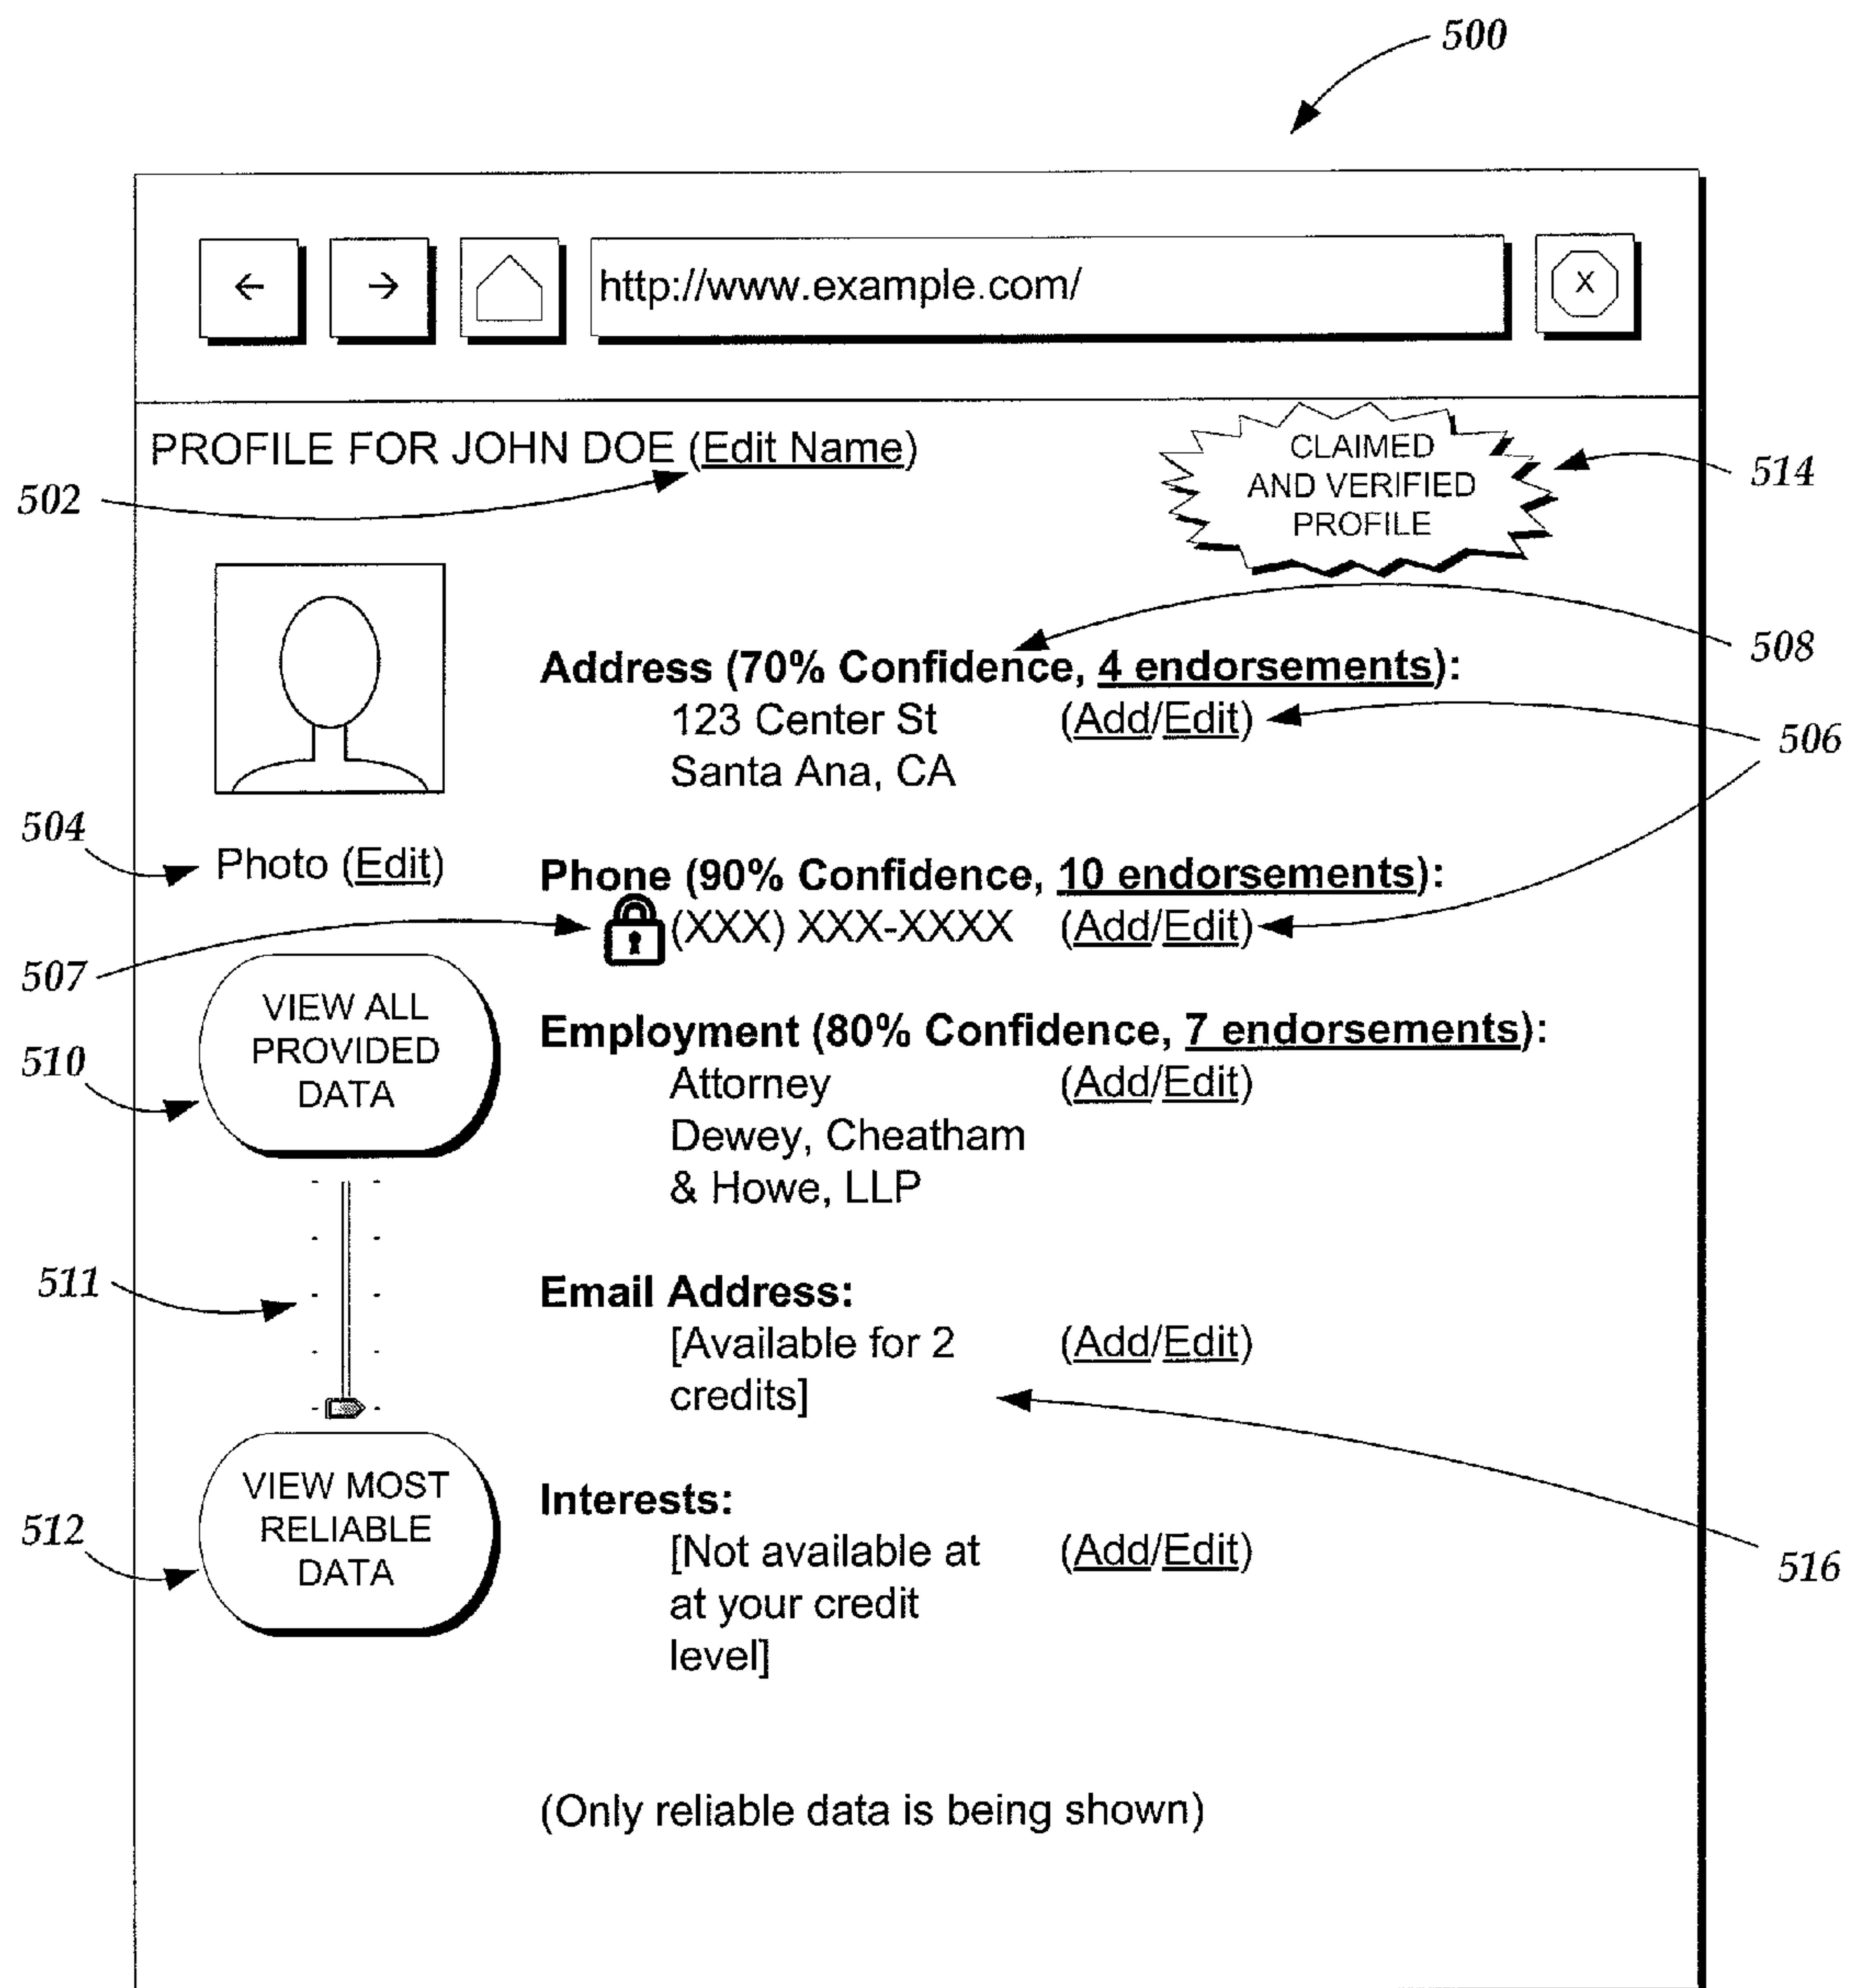 500
← → http://www.example.com/ X
PROFILE FOR JOHN DOE (Edit Name)
502
CLAIMED
AND VERIFIED
PROFILE
514
Address (70% Confidence, 4 endorsements):
508
123 Center St (Add/Edit)
Santa Ana, CA
506
504
Photo (Edit)
Phone (90% Confidence, 10 endorsements):
(XXX) XXX-XXXX (Add/Edit)
507
VIEW ALL
PROVIDED
DATA
510
Employment (80% Confidence, 7 endorsements):
Attorney (Add/Edit)
Dewey, Cheatham
& Howe, LLP
511
Email Address:
[Available for 2 (Add/Edit)
credits]
516
VIEW MOST
RELIABLE
DATA
512
Interests:
[Not available at (Add/Edit)
at your credit
level]
(Only reliable data is being shown)